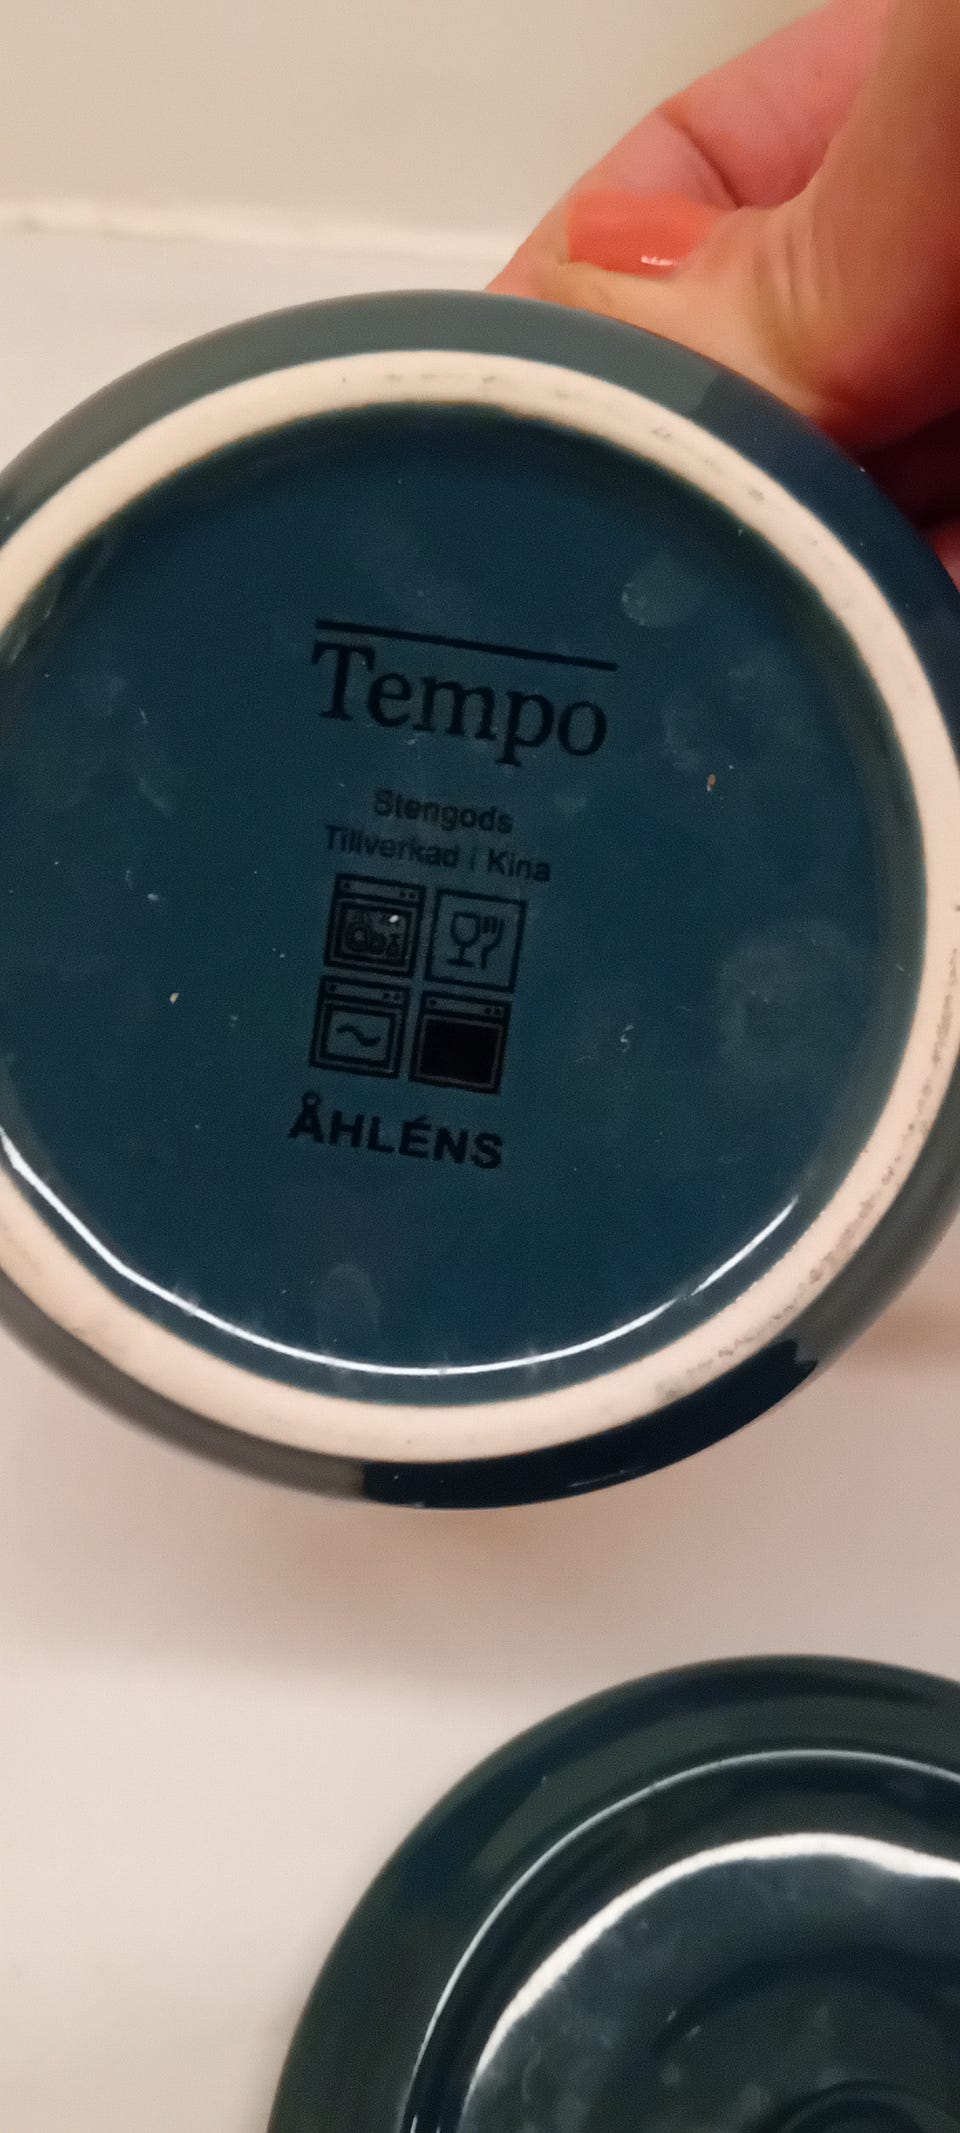 Tempo
Stengods
Tillverkad i Kina
ÅHLÉNS